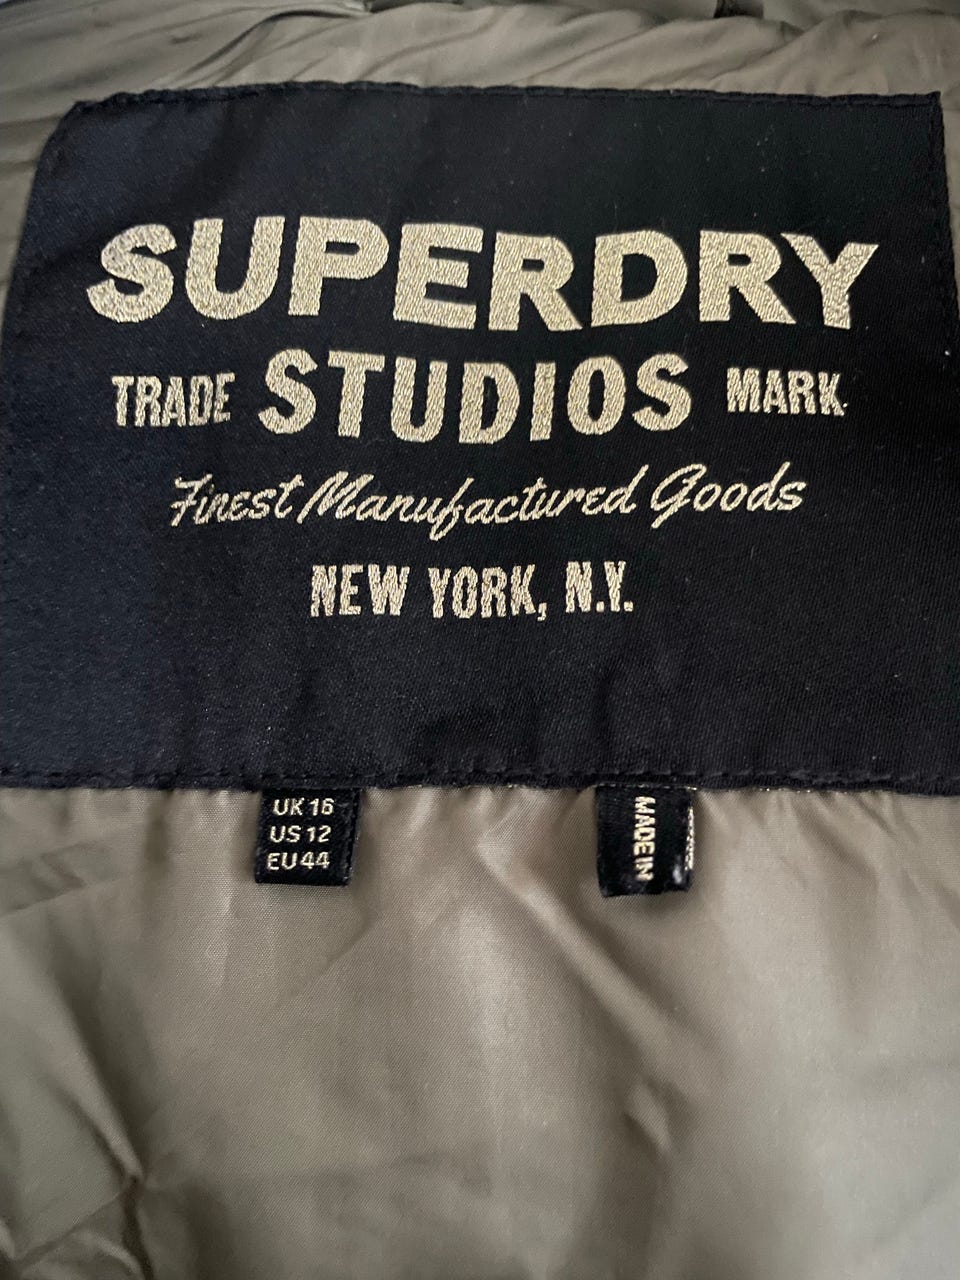 SUPERDRY
TRADE STUDIOS MARK
Finest Manufactured Goods
NEW YORK, N.Y.
UK 16
US 12
EU 44
MADE IN